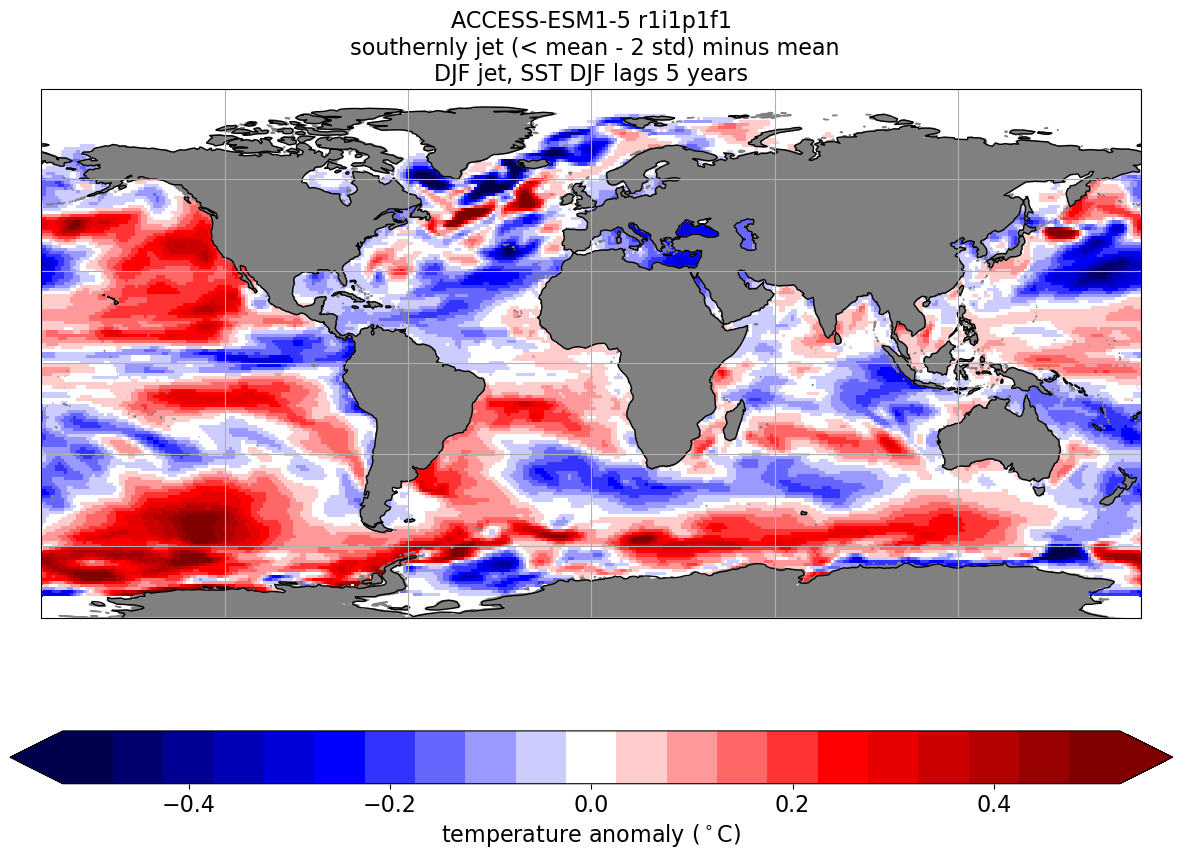 ACCESS-ESM1-5 r1i1p1f1
southernly jet (< mean - 2 std) minus mean
DJF jet, SST DJF lags 5 years
−0.4 −0.2 0.0 0.2 0.4
temperature anomaly (°C)